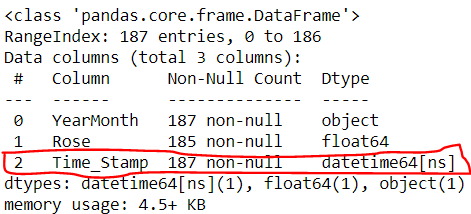 <class 'pandas.core.frame.DataFrame'>
RangeIndex: 187 entries, 0 to 186
Data columns (total 3 columns):
 #   Column      Non-Null Count  Dtype
---  ------      --------------  -----
 0   YearMonth   187 non-null    object
 1   Rose        185 non-null    float64
 2   Time_Stamp  187 non-null    datetime64[ns]
dtypes: datetime64[ns](1), float64(1), object(1)
memory usage: 4.5+ KB